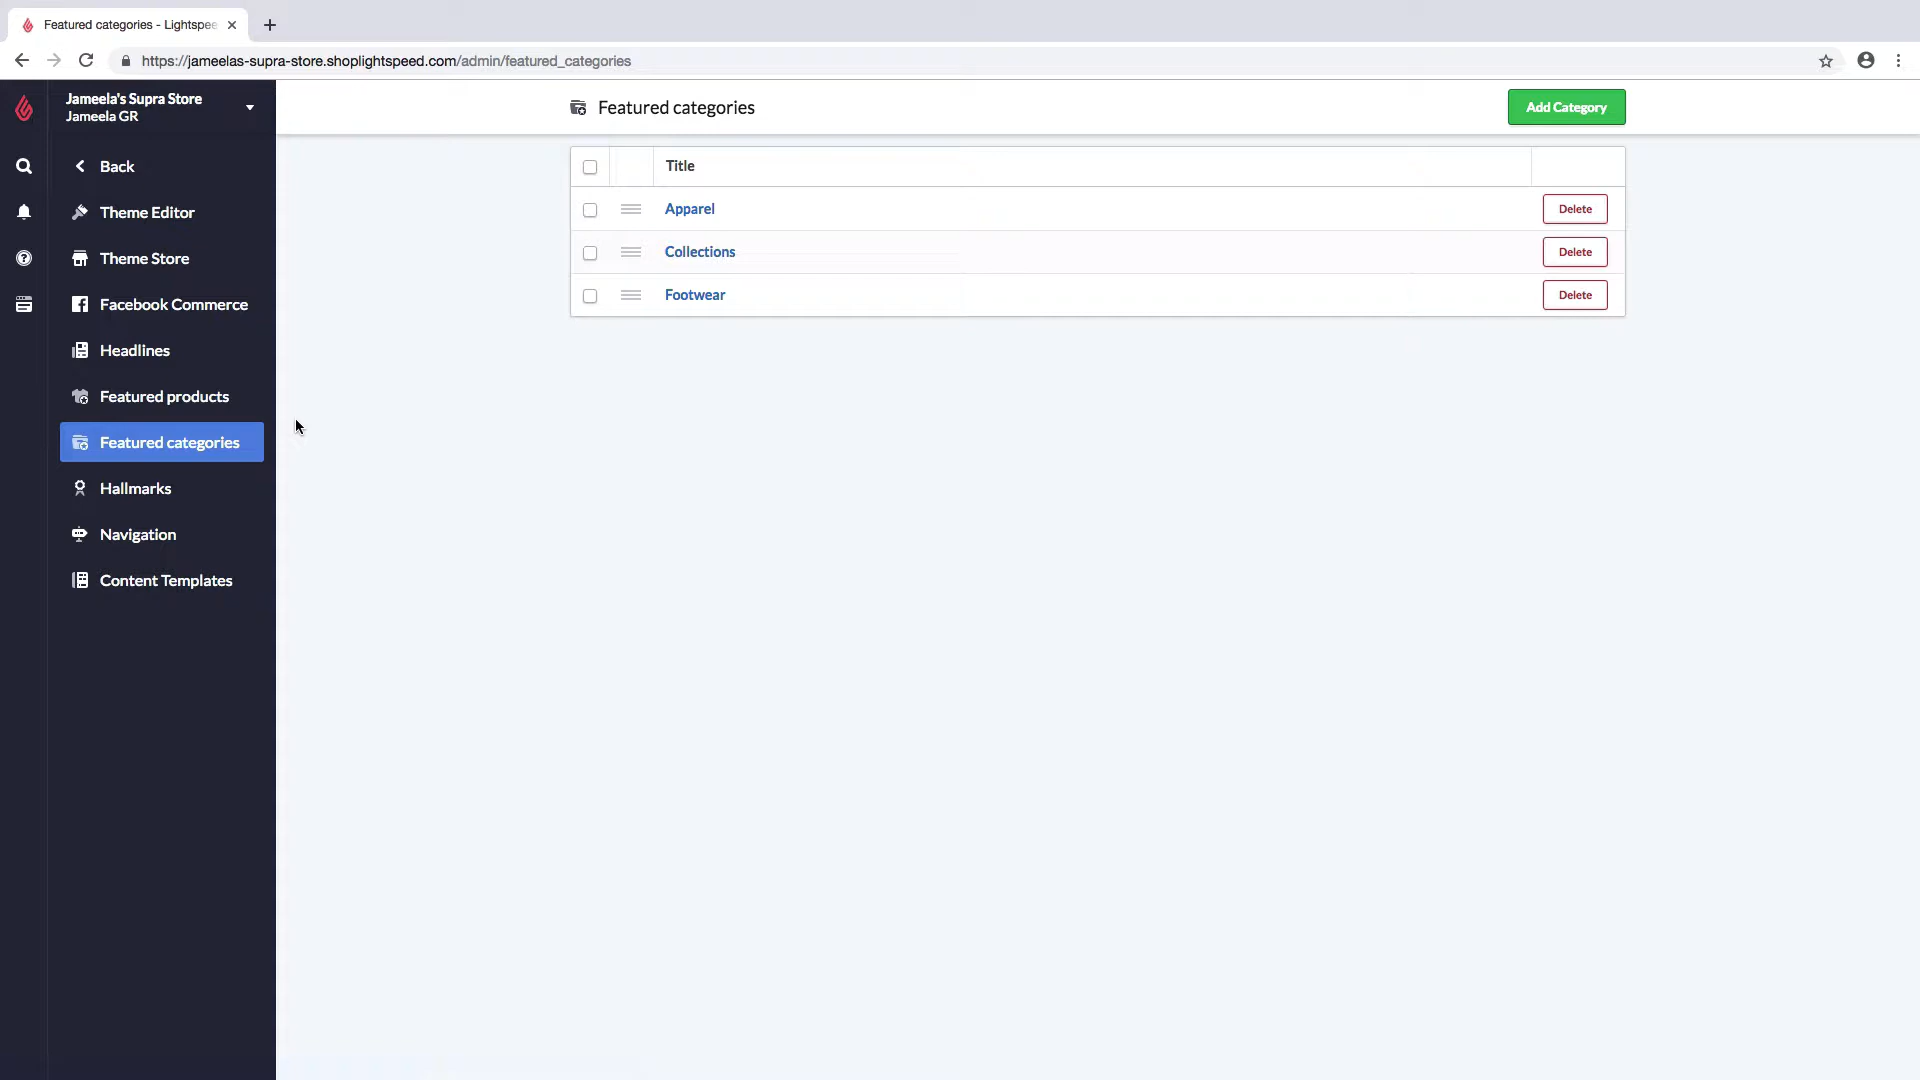 Featured categories - Lightspee
https://jameelas-supra-store.shoplightspeed.com/admin/featured_categories
Jameela's Supra Store
Jameela GR
Back
Theme Editor
Theme Store
Facebook Commerce
Headlines
Featured products
Featured categories
Hallmarks
Navigation
Content Templates
Featured categories
Add Category
Title
Apparel
Delete
Collections
Delete
Footwear
Delete